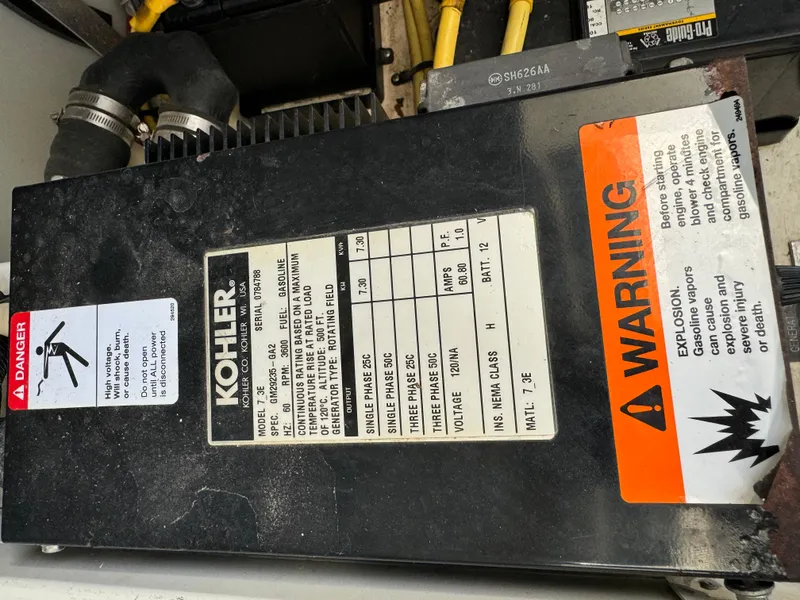 SH626AA
3.N 281
Pro-Guide
DANGER
High voltage.
Will shock, burn,
or cause death.
Do not open
until ALL power
is disconnected
KOHLER®
KOHLER CO. KOHLER WI. USA
MODEL 7_3E SERIAL 0784788
SPEC. GM29235-GA2
HZ: 60 RPM: 3600 FUEL: GASOLINE
CONTINUOUS RATING BASED ON A MAXIMUM
TEMPERATURE RISE AT RATED LOAD
OF 120°C. ALTITUDE: 500 FT.
GENERATOR TYPE: ROTATING FIELD
OUTPUT KW KVA
SINGLE PHASE 25C 7.30 7.30
SINGLE PHASE 50C
THREE PHASE 25C
THREE PHASE 50C AMPS P.F.
VOLTAGE 120/NA 60.80 1.0
INS. NEMA CLASS H BATT. 12 V
MATL: 7_3E
WARNING
EXPLOSION.
Gasoline vapors
can cause
explosion and
severe injury
or death.
Before starting
engine, operate
blower 4 minutes
and check engine
compartment for
gasoline vapors.
249494